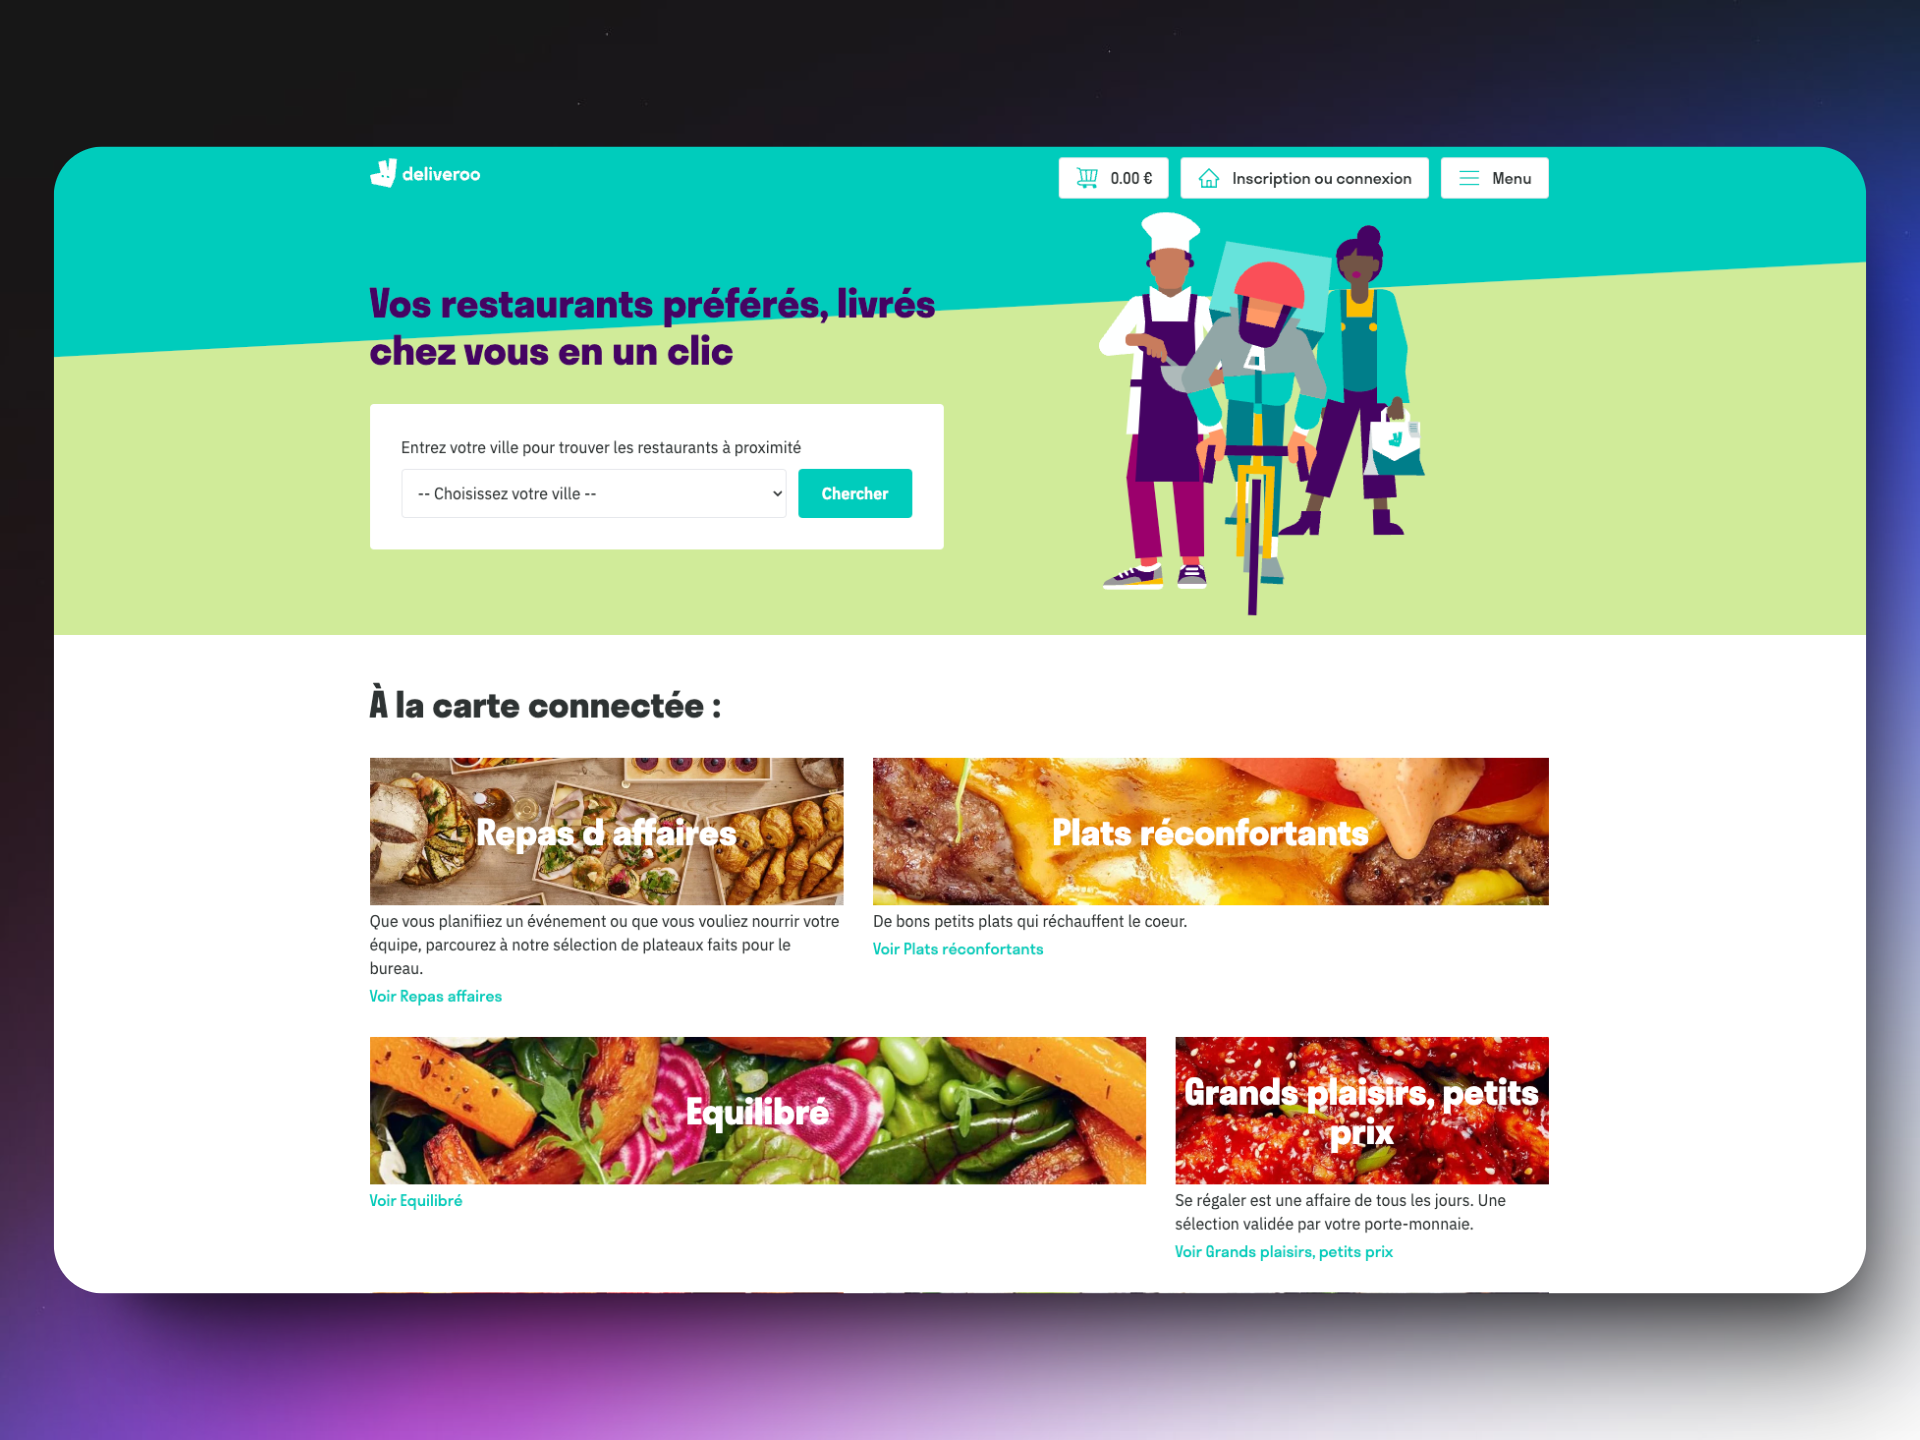 deliveroo
0.00 €
Inscription ou connexion
Menu
Vos restaurants préférés, livrés
chez vous en un clic
Entrez votre ville pour trouver les restaurants à proximité
-- Choisissez votre ville --
Chercher
À la carte connectée :
Repas d affaires
Que vous planifiiez un événement ou que vous vouliez nourrir votre
équipe, parcourez à notre sélection de plateaux faits pour le
bureau.
Voir Repas affaires
Plats réconfortants
De bons petits plats qui réchauffent le coeur.
Voir Plats réconfortants
Equilibré
Voir Equilibré
Grands plaisirs, petits
prix
Se régaler est une affaire de tous les jours. Une
sélection validée par votre porte-monnaie.
Voir Grands plaisirs, petits prix